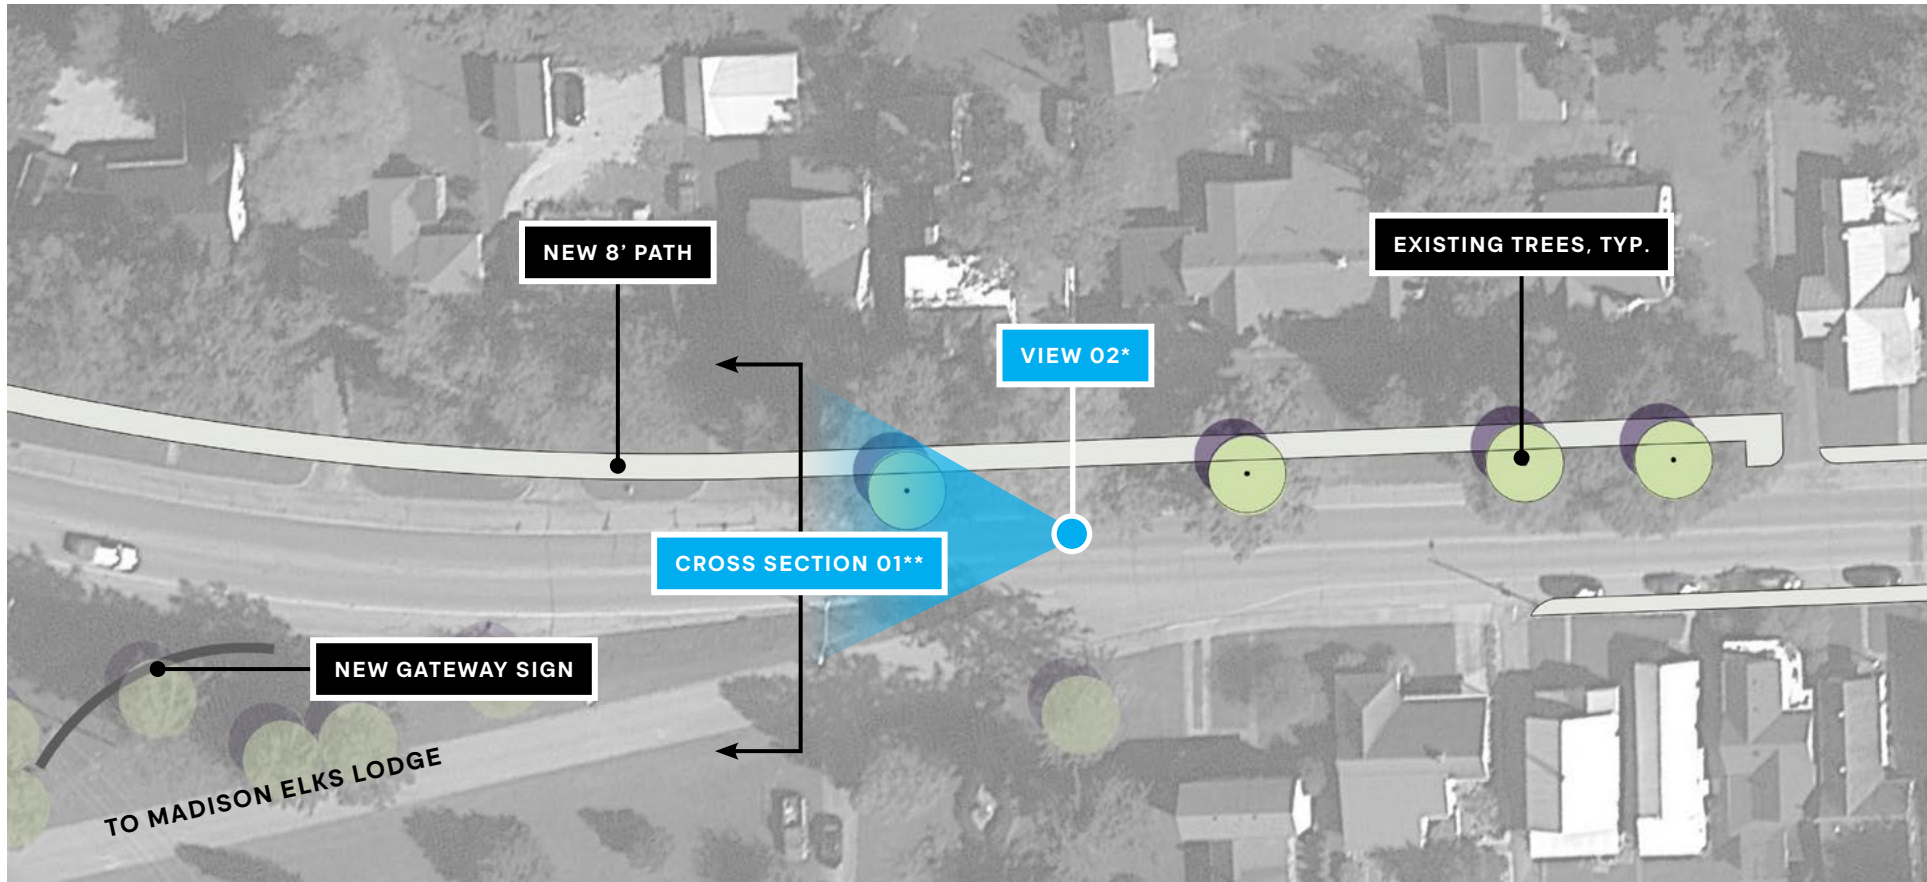 NEW 8’ PATH
EXISTING TREES, TYP.
VIEW 02*
CROSS SECTION 01**
NEW GATEWAY SIGN
TO MADISON ELKS LODGE